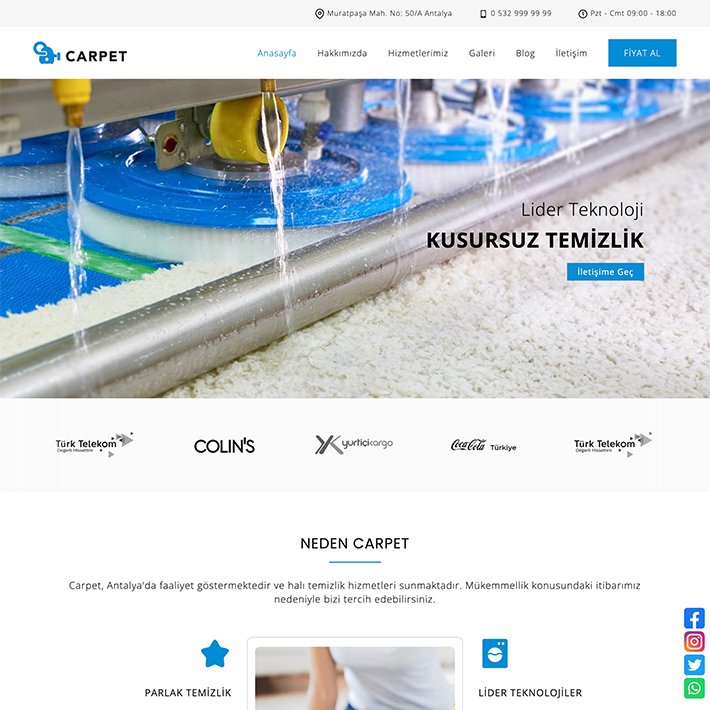 Muratpaşa Mah. No: 50/A Antalya
0 532 999 99 99
Pzt - Cmt 09:00 - 18:00
CARPET
Anasayfa
Hakkımızda
Hizmetlerimiz
Galeri
Blog
İletişim
FİYAT AL
Lider Teknoloji
KUSURSUZ TEMİZLİK
İletişime Geç
Türk Telekom
Değerli Hissettirir
COLIN'S
yurtiçikargo
Coca-Cola Türkiye
Türk Telekom
Değerli Hissettirir
NEDEN CARPET
Carpet, Antalya'da faaliyet göstermektedir ve halı temizlik hizmetleri sunmaktadır. Mükemmellik konusundaki itibarımız
nedeniyle bizi tercih edebilirsiniz.
PARLAK TEMİZLİK
LİDER TEKNOLOJİLER